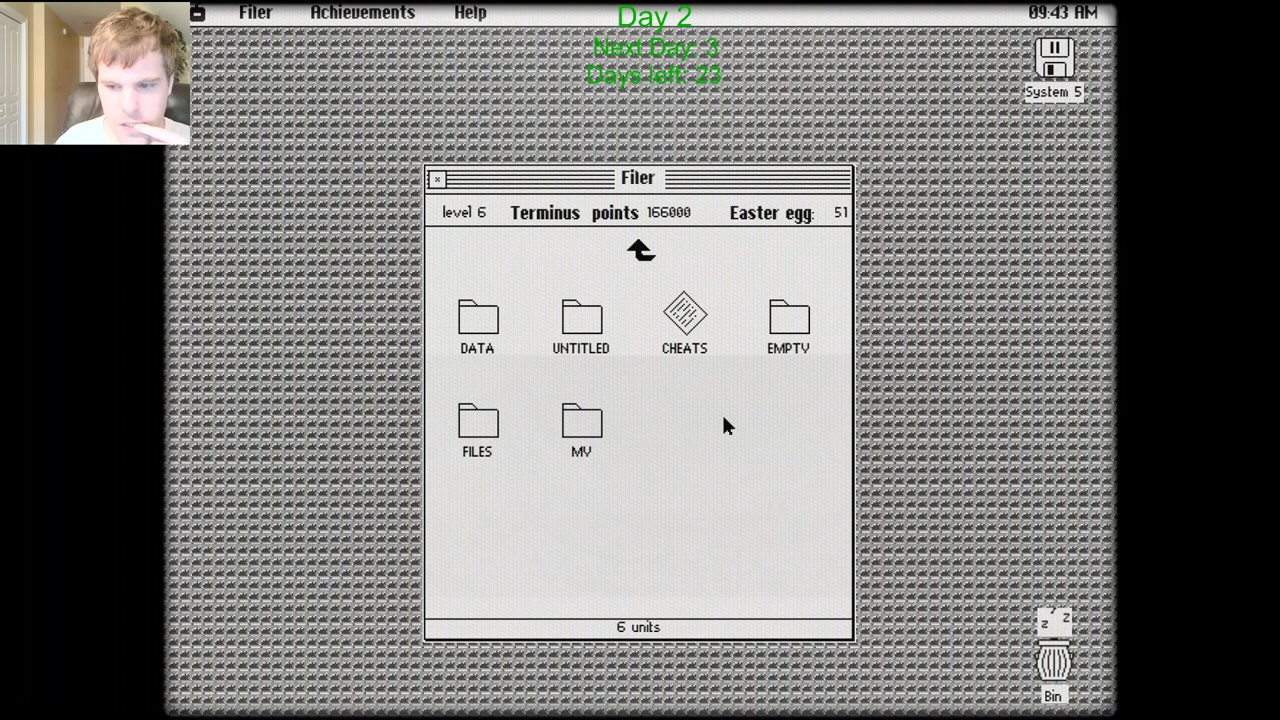 Filer Achievements Help
Day 2
09:43 AM
Next Day: 3
Days left: 23
System 5
Filer
level 6 Terminus points 166000 Easter egg: 51
DATA UNTITLED CHEATS EMPTY
FILES MY
6 units
z z
Bin